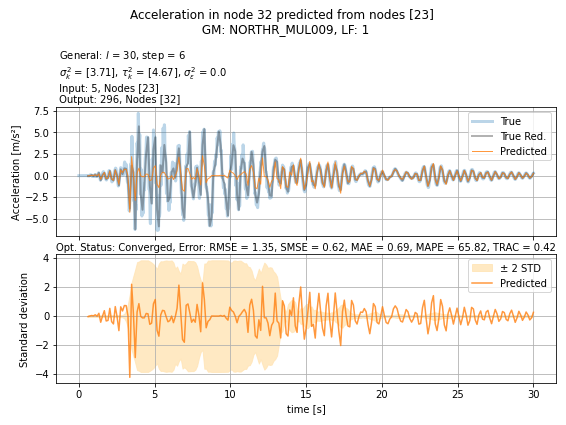 Acceleration in node 32 predicted from nodes [23]
GM: NORTHR_MUL009, LF: 1
General: l = 30, step = 6
σ²ₖ = [3.71], τ²ₖ = [4.67], σ²ε = 0.0
Input: 5, Nodes [23]
Output: 296, Nodes [32]
Acceleration [m/s²]
7.5
5.0
2.5
0.0
−2.5
−5.0
True
True Red.
Predicted
Opt. Status: Converged, Error: RMSE = 1.35, SMSE = 0.62, MAE = 0.69, MAPE = 65.82, TRAC = 0.42
Standard deviation
4
2
0
−2
−4
± 2 STD
Predicted
0 5 10 15 20 25 30
time [s]